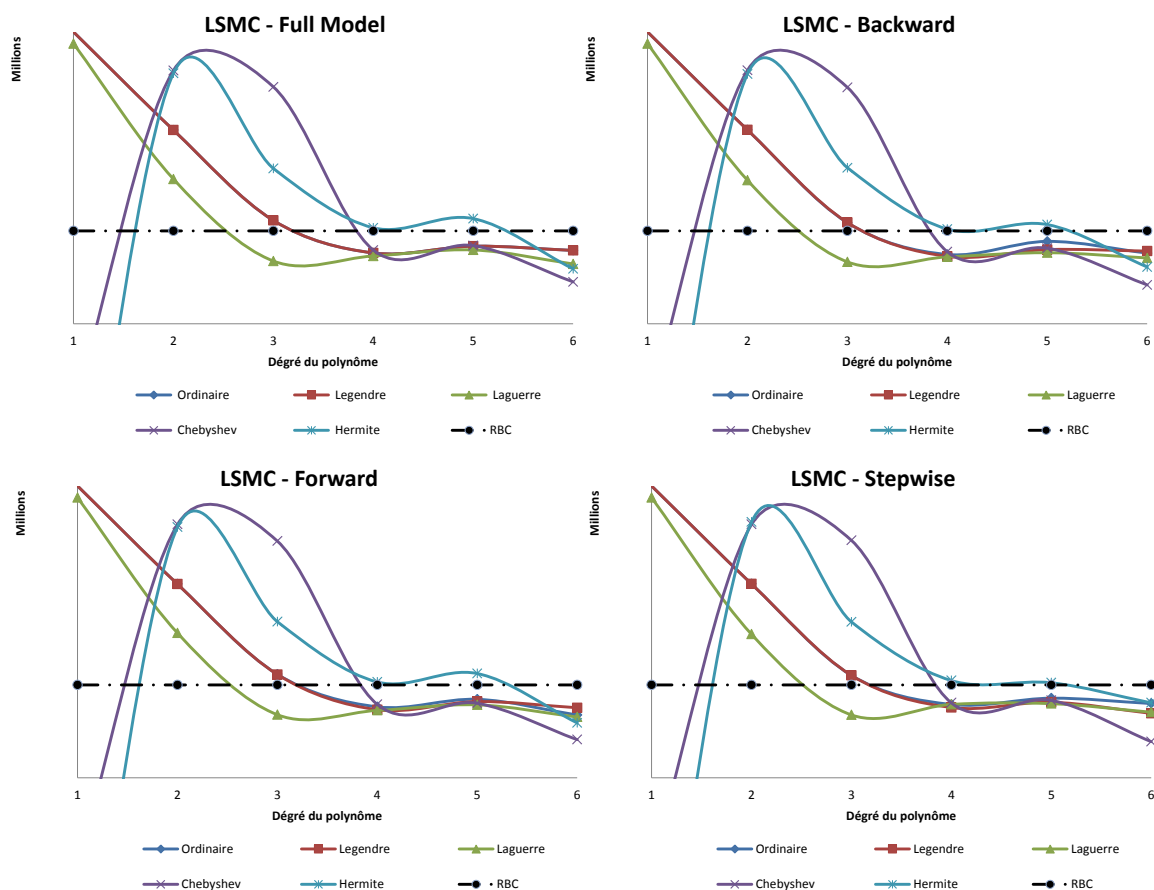 LSMC - Full Model
Millions
1 2 3 4 5 6
Dégré du polynôme
Ordinaire Legendre Laguerre
Chebyshev Hermite RBC
LSMC - Backward
Millions
1 2 3 4 5 6
Dégré du polynôme
Ordinaire Legendre Laguerre
Chebyshev Hermite RBC
LSMC - Forward
Millions
1 2 3 4 5 6
Dégré du polynôme
Ordinaire Legendre Laguerre
Chebyshev Hermite RBC
LSMC - Stepwise
Millions
1 2 3 4 5 6
Dégré du polynôme
Ordinaire Legendre Laguerre
Chebyshev Hermite RBC